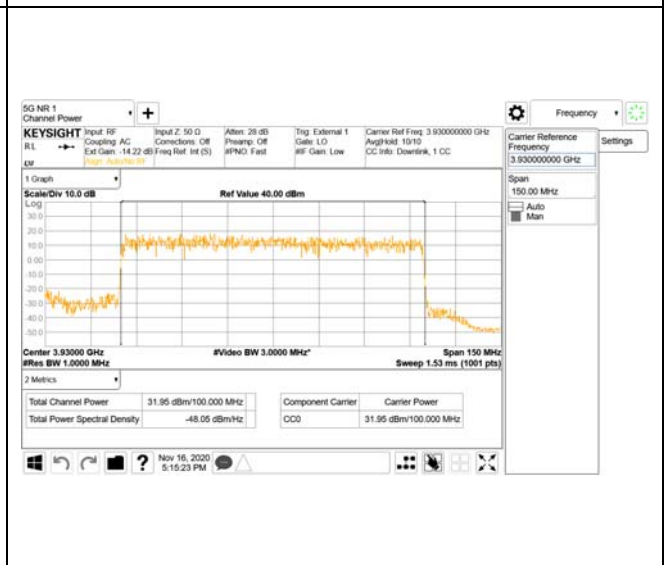 5G NR 1
Channel Power
Frequency
Settings
KEYSIGHT
RL
Input: RF
Coupling: AC
Ext Gain: -14.22 dB
Align: Auto/No RF
Input Z: 50 Ω
Corrections: Off
Freq Ref: Int (S)
Atten: 28 dB
Preamp: Off
#PNO: Fast
Trig: External 1
Gate: LO
#IF Gain: Low
Carrier Ref Freq: 3.930000000 GHz
Avg|Hold: 10/10
CC Info: Downlink, 1 CC
Carrier Reference
Frequency
3.930000000 GHz
Span
150.00 MHz
Auto
Man
1 Graph
Scale/Div 10.0 dB
Ref Value 40.00 dBm
Log
30.0
20.0
10.0
0.00
-10.0
-20.0
-30.0
-40.0
-50.0
Center 3.93000 GHz
#Video BW 3.0000 MHz*
Span 150 MHz
#Res BW 1.0000 MHz
Sweep 1.53 ms (1001 pts)
2 Metrics
Total Channel Power 31.95 dBm/100.000 MHz
Total Power Spectral Density -48.05 dBm/Hz
Component Carrier Carrier Power
CC0 31.95 dBm/100.000 MHz
Nov 16, 2020
5:15:23 PM